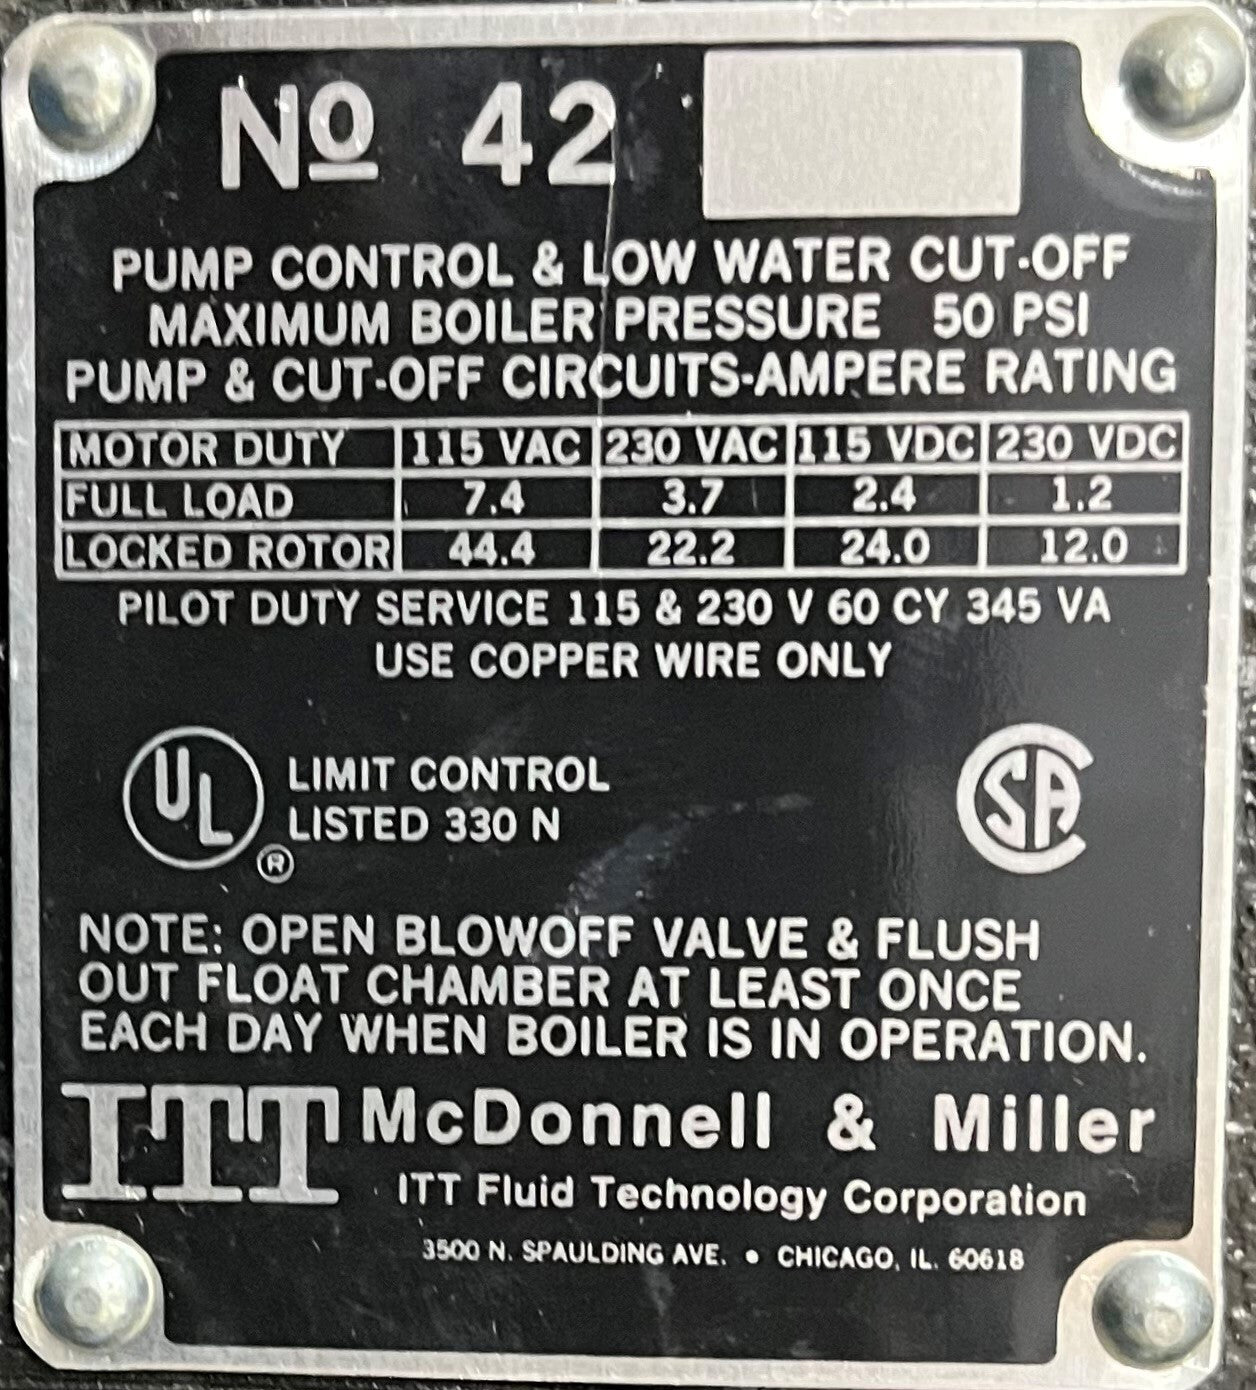 Nº 42
PUMP CONTROL & LOW WATER CUT-OFF
MAXIMUM BOILER PRESSURE 50 PSI
PUMP & CUT-OFF CIRCUITS-AMPERE RATING
MOTOR DUTY 115 VAC 230 VAC 115 VDC 230 VDC
FULL LOAD 7.4 3.7 2.4 1.2
LOCKED ROTOR 44.4 22.2 24.0 12.0
PILOT DUTY SERVICE 115 & 230 V 60 CY 345 VA
USE COPPER WIRE ONLY
UL ® LIMIT CONTROL
LISTED 330 N
CSA
NOTE: OPEN BLOWOFF VALVE & FLUSH
OUT FLOAT CHAMBER AT LEAST ONCE
EACH DAY WHEN BOILER IS IN OPERATION.
ITT McDonnell & Miller
ITT Fluid Technology Corporation
3500 N. SPAULDING AVE. • CHICAGO, IL. 60618